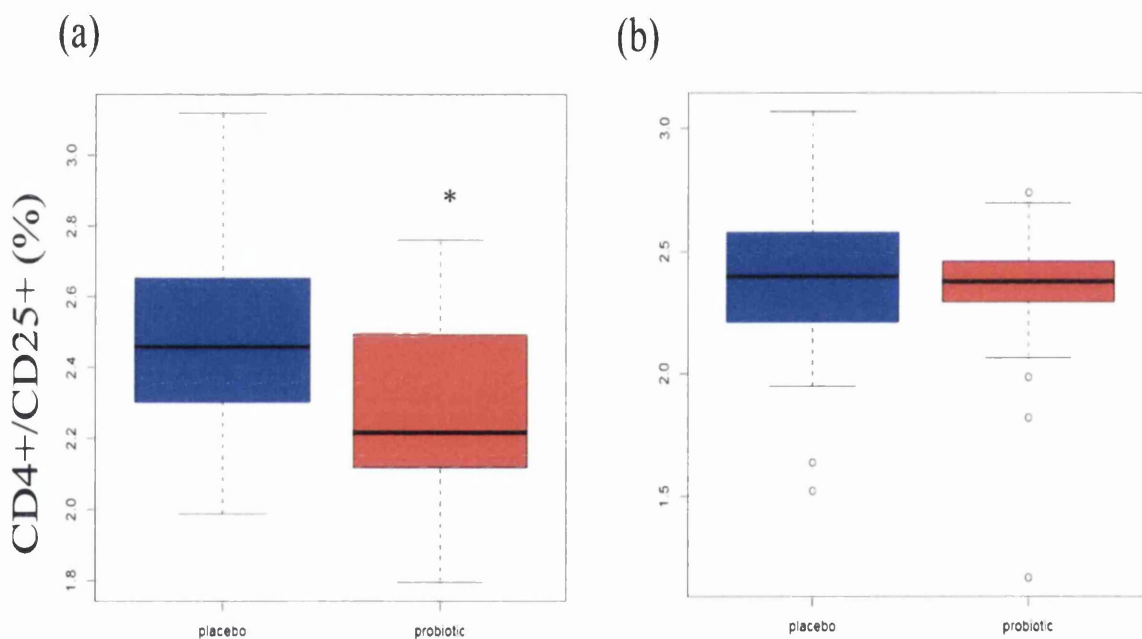 (a)
(b)
CD4+/CD25+ (%)
3.0
2.8
2.6
2.4
2.2
2.0
1.8
*
placebo
probiotic
3.0
2.5
2.0
1.5
placebo
probiotic